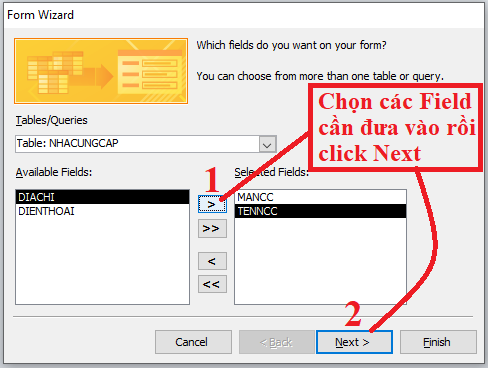 Form Wizard
Which fields do you want on your form?
You can choose from more than one table or query.
Chọn các Field
cần đưa vào rồi
click Next
Tables/Queries
Table: NHACUNGCAP
Available Fields:
1
Selected Fields:
DIACHI
DIENTHOAI
>
>>
<
<<
MANCC
TENNCC
2
Cancel
< Back
Next >
Finish